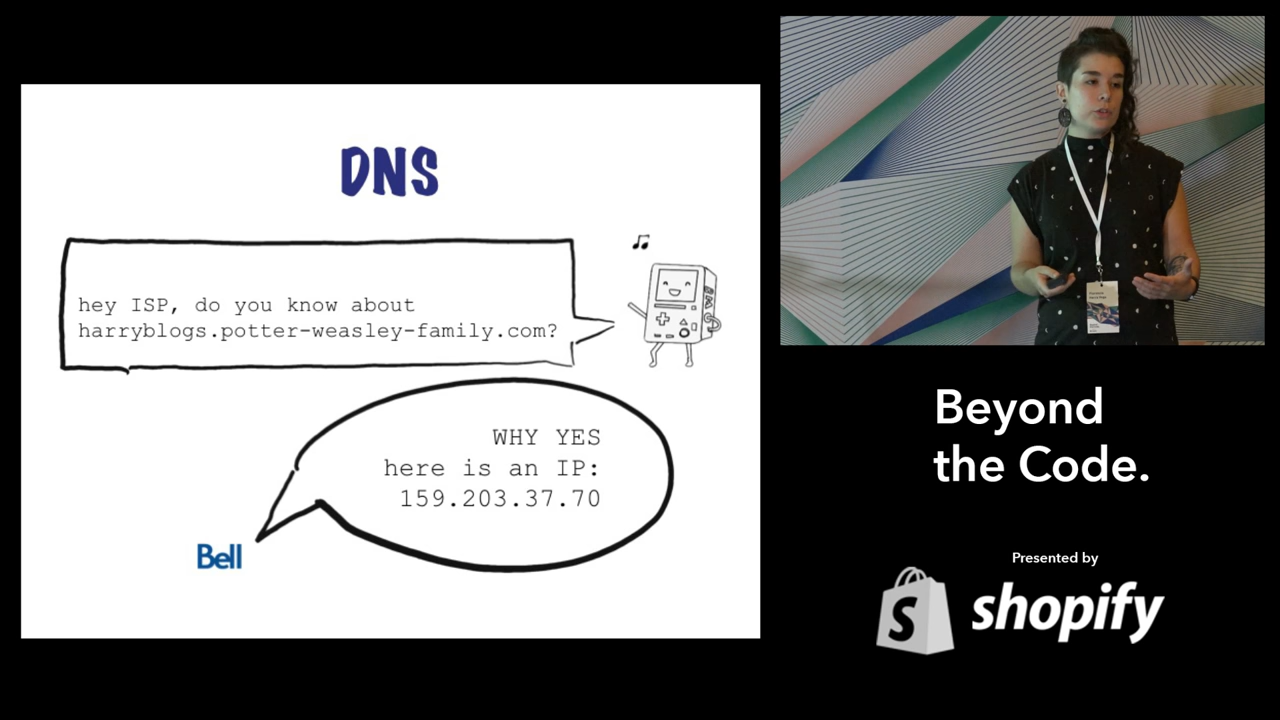 DNS
hey ISP, do you know about
harryblogs.potter-weasley-family.com?
WHY YES
here is an IP:
159.203.37.70
Bell
Beyond
the Code.
Presented by
shopify